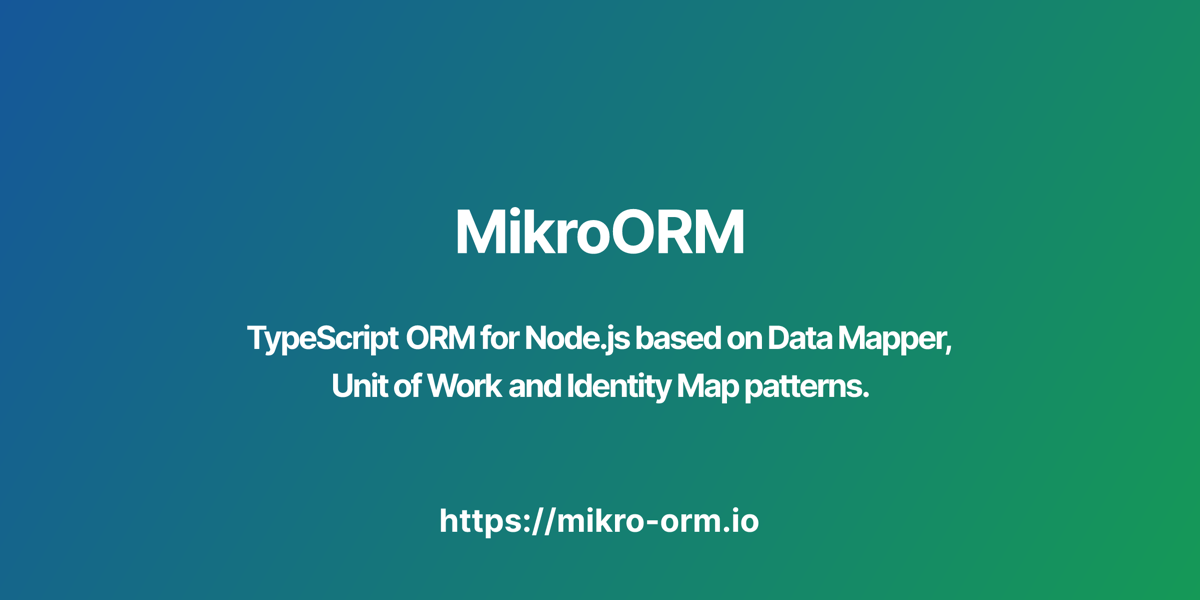 MikroORM
TypeScript ORM for Node.js based on Data Mapper,
Unit of Work and Identity Map patterns.
https://mikro-orm.io